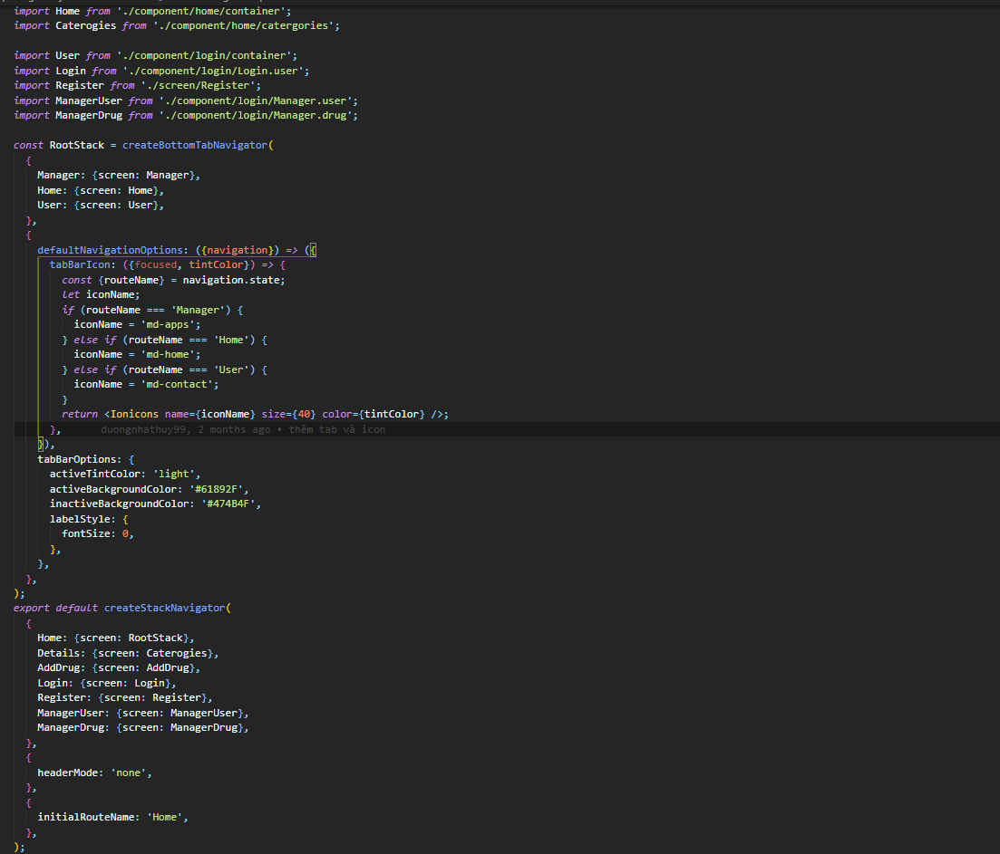 import Home from './component/home/container';
import Caterogies from './component/home/catergories';

import User from './component/login/container';
import Login from './component/login/Login.user';
import Register from './screen/Register';
import ManagerUser from './component/login/Manager.user';
import ManagerDrug from './component/login/Manager.drug';

const RootStack = createBottomTabNavigator(
  {
    Manager: {screen: Manager},
    Home: {screen: Home},
    User: {screen: User},
  },
  {
    defaultNavigationOptions: ({navigation}) => ({
      tabBarIcon: ({focused, tintColor}) => {
        const {routeName} = navigation.state;
        let iconName;
        if (routeName === 'Manager') {
          iconName = 'md-apps';
        } else if (routeName === 'Home') {
          iconName = 'md-home';
        } else if (routeName === 'User') {
          iconName = 'md-contact';
        }
        return <Ionicons name={iconName} size={40} color={tintColor} />;
      },       duongnhathuy99, 2 months ago • thêm tab và icon
    }),
    tabBarOptions: {
      activeTintColor: 'light',
      activeBackgroundColor: '#61892F',
      inactiveBackgroundColor: '#474B4F',
      labelStyle: {
        fontSize: 0,
      },
    },
  },
);
export default createStackNavigator(
  {
    Home: {screen: RootStack},
    Details: {screen: Caterogies},
    AddDrug: {screen: AddDrug},
    Login: {screen: Login},
    Register: {screen: Register},
    ManagerUser: {screen: ManagerUser},
    ManagerDrug: {screen: ManagerDrug},
  },
  {
    headerMode: 'none',
  },
  {
    initialRouteName: 'Home',
  },
);